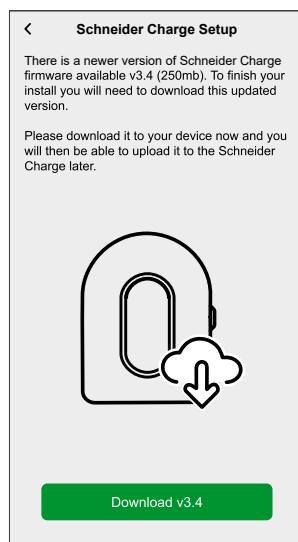 Schneider Charge Setup
There is a newer version of Schneider Charge
firmware available v3.4 (250mb). To finish your
install you will need to download this updated
version.
Please download it to your device now and you
will then be able to upload it to the Schneider
Charge later.
Download v3.4